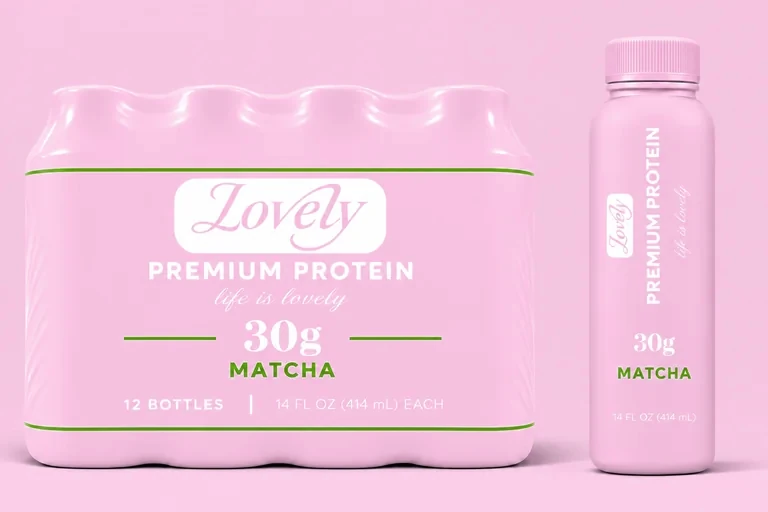 Lovely
PREMIUM PROTEIN
life is lovely
30g
MATCHA
12 BOTTLES | 14 FL OZ (414 mL) EACH
Lovely
PREMIUM PROTEIN
life is lovely
30g
MATCHA
14 FL OZ (414 mL)